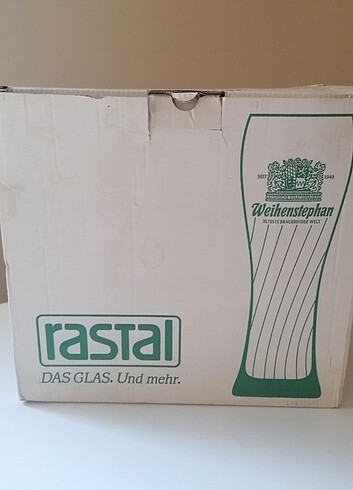 SEIT 1040
W
Weihenstephan
ÄLTESTE BRAUEREI DER WELT
rastal
DAS GLAS. Und mehr.